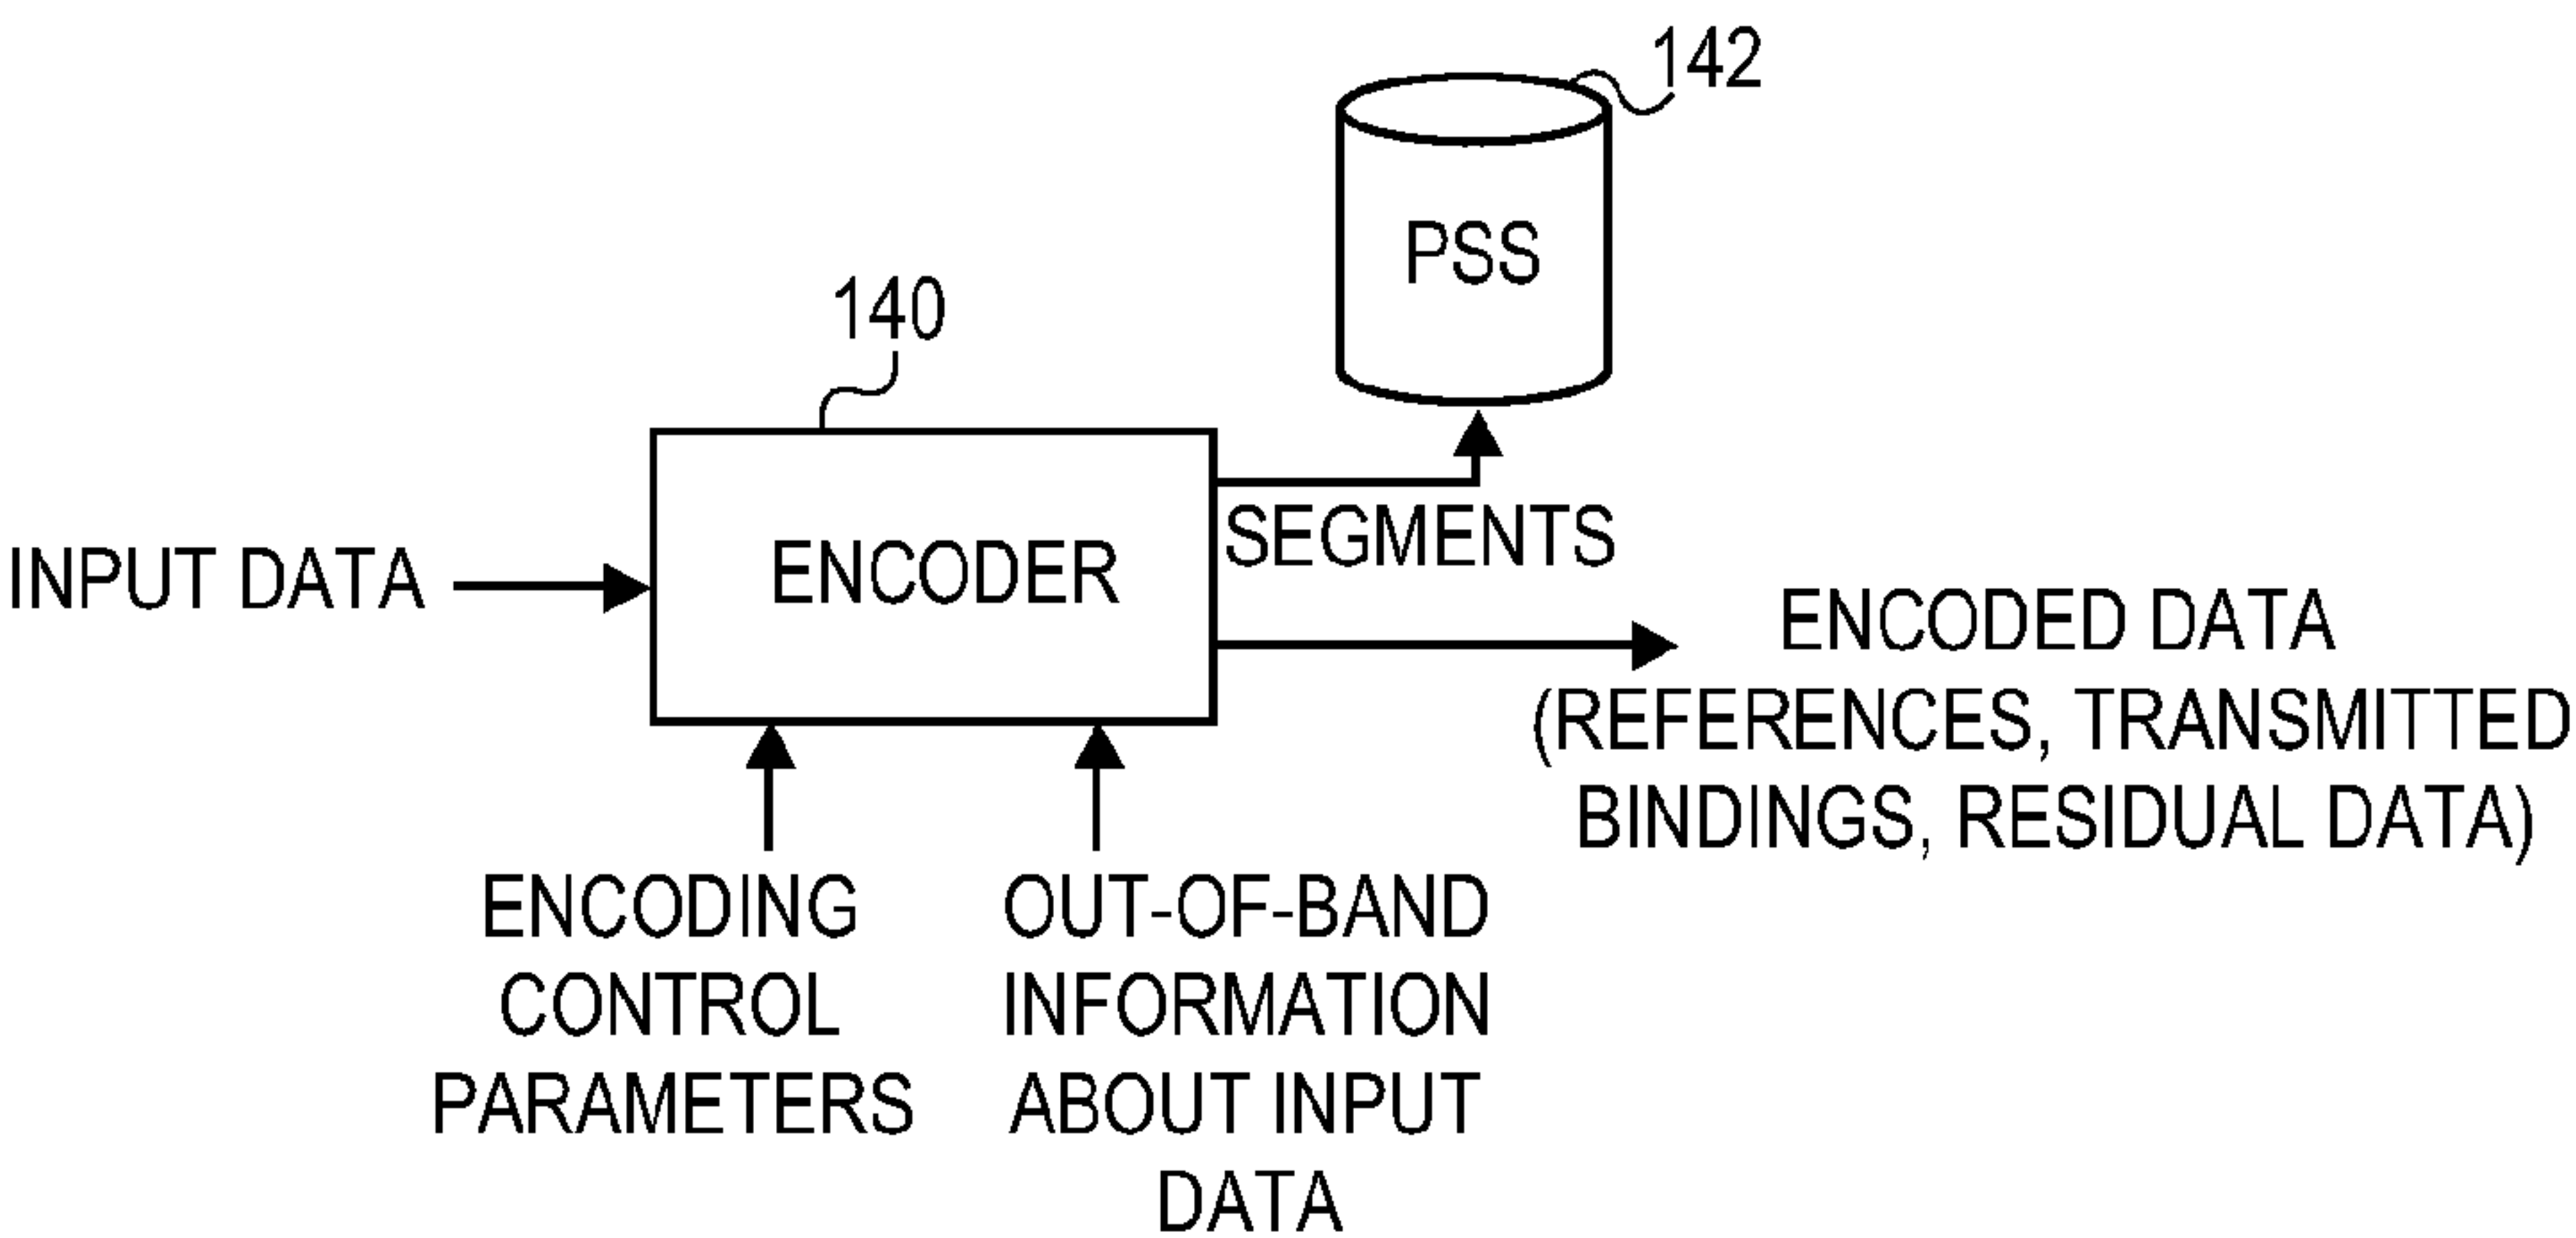 142
PSS
140
ENCODER
SEGMENTS
INPUT DATA
ENCODED DATA
(REFERENCES, TRANSMITTED
BINDINGS, RESIDUAL DATA)
ENCODING
CONTROL
PARAMETERS
OUT-OF-BAND
INFORMATION
ABOUT INPUT
DATA